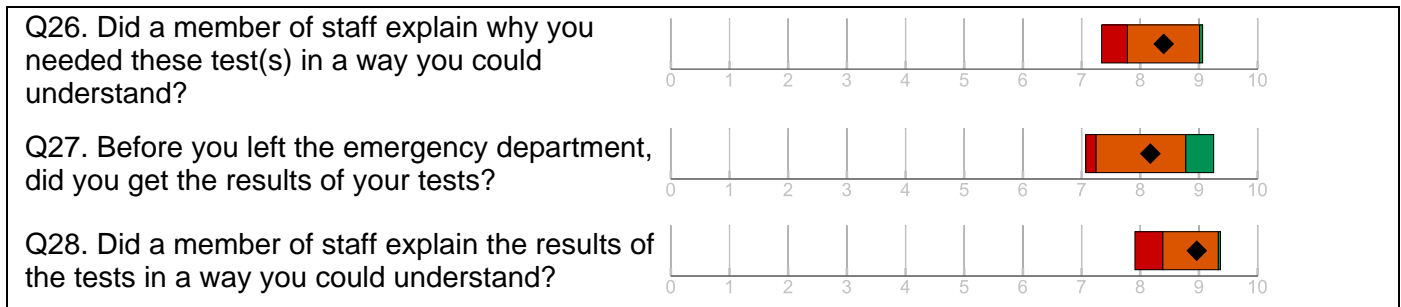 Q26. Did a member of staff explain why you
needed these test(s) in a way you could
understand?
0 1 2 3 4 5 6 7 8 9 10
Q27. Before you left the emergency department,
did you get the results of your tests?
0 1 2 3 4 5 6 7 8 9 10
Q28. Did a member of staff explain the results of
the tests in a way you could understand?
0 1 2 3 4 5 6 7 8 9 10